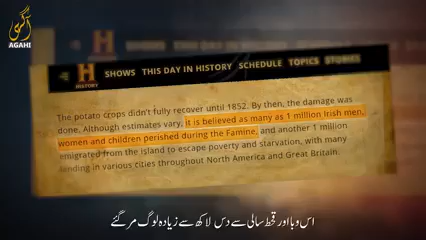 آگہی
AGAHI
H
HISTORY
SHOWS THIS DAY IN HISTORY SCHEDULE TOPICS STORIES
The potato crops didn't fully recover until 1852. By then, the damage was
done. Although estimates vary, it is believed as many as 1 million Irish men,
women and children perished during the Famine, and another 1 million
emigrated from the island to escape poverty and starvation, with many
landing in various cities throughout North America and Great Britain.
اس وبا اور قحط سالی سے دس لاکھ سے زیادہ لوگ مر گئے